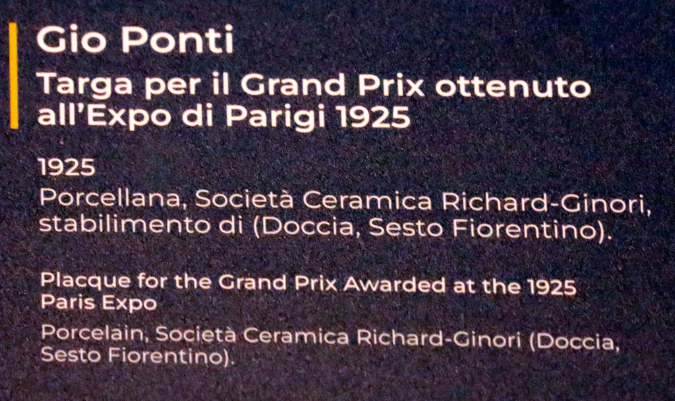 Gio Ponti
Targa per il Grand Prix ottenuto
all'Expo di Parigi 1925
1925
Porcellana, Società Ceramica Richard-Ginori,
stabilimento di (Doccia, Sesto Fiorentino).
Placque for the Grand Prix Awarded at the 1925
Paris Expo
Porcelain, Società Ceramica Richard-Ginori (Doccia,
Sesto Fiorentino).